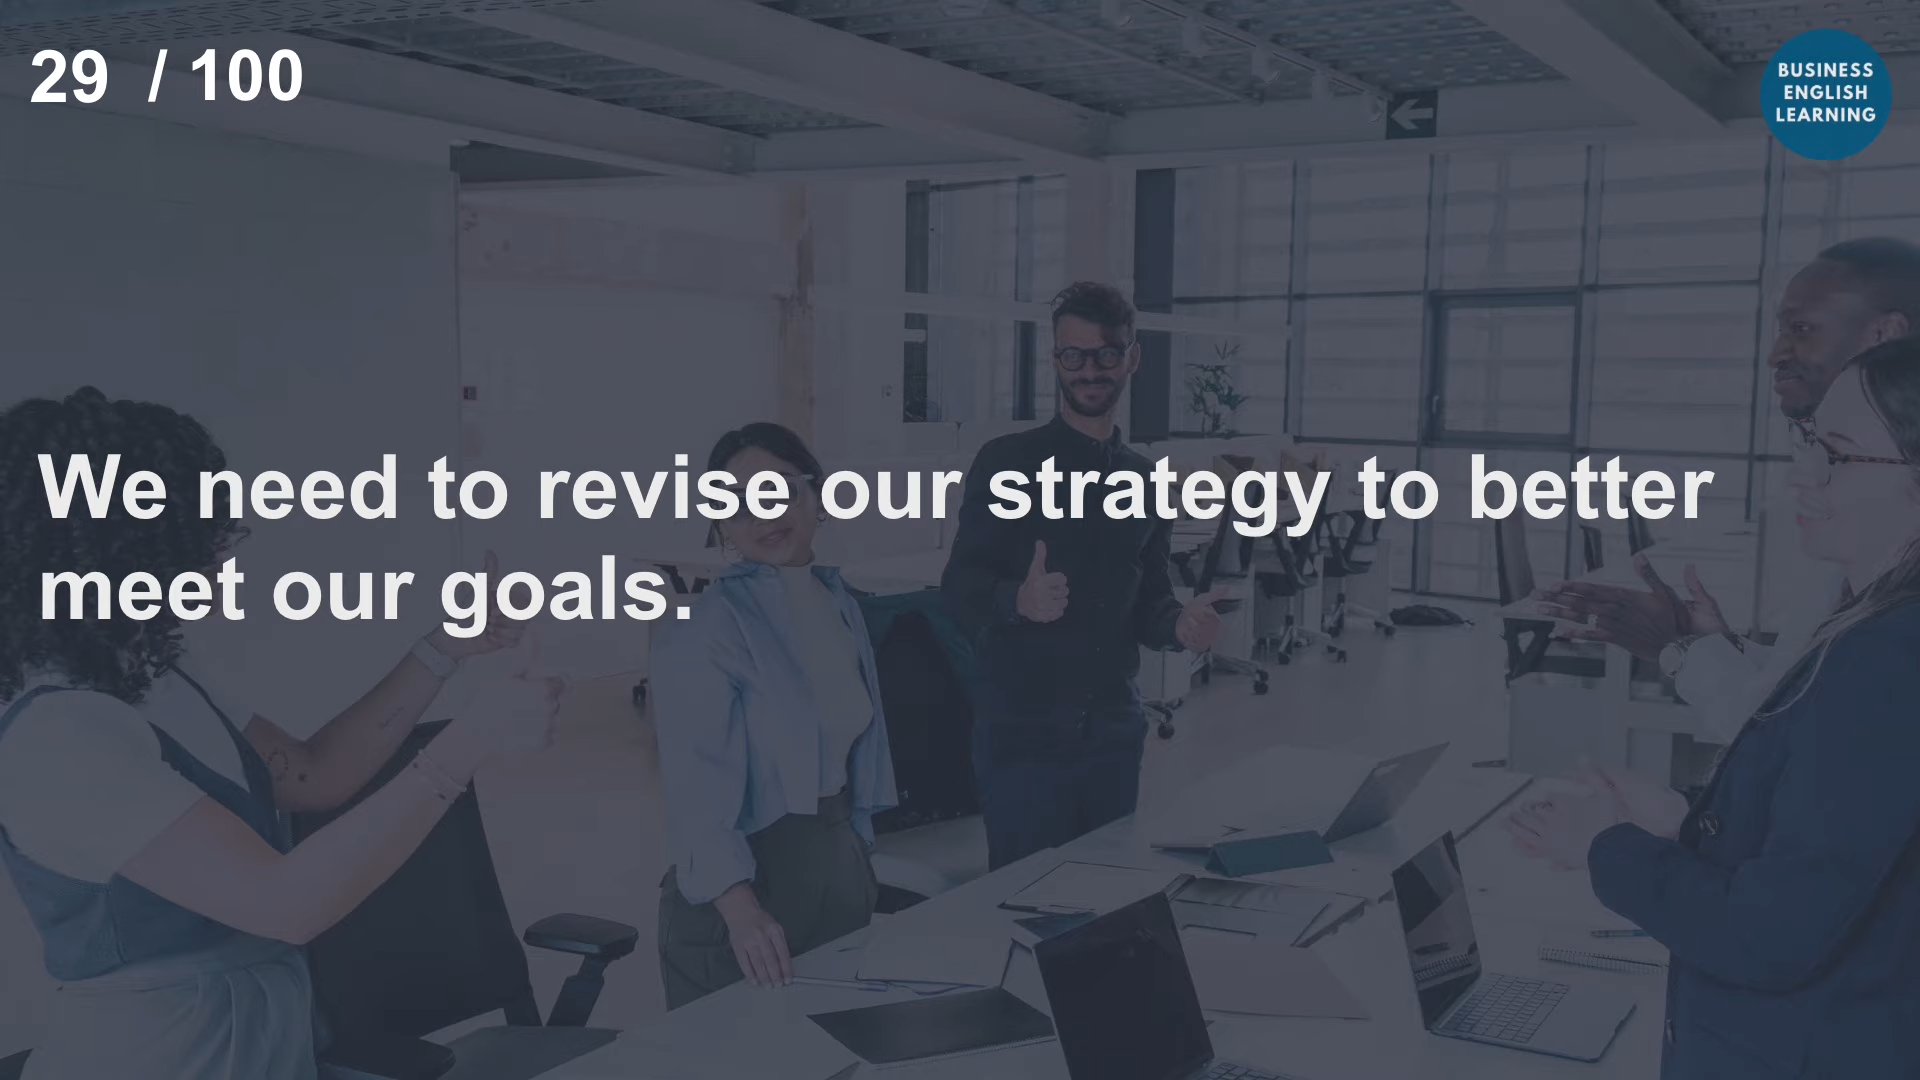 29 / 100
BUSINESS
ENGLISH
LEARNING
We need to revise our strategy to better
meet our goals.